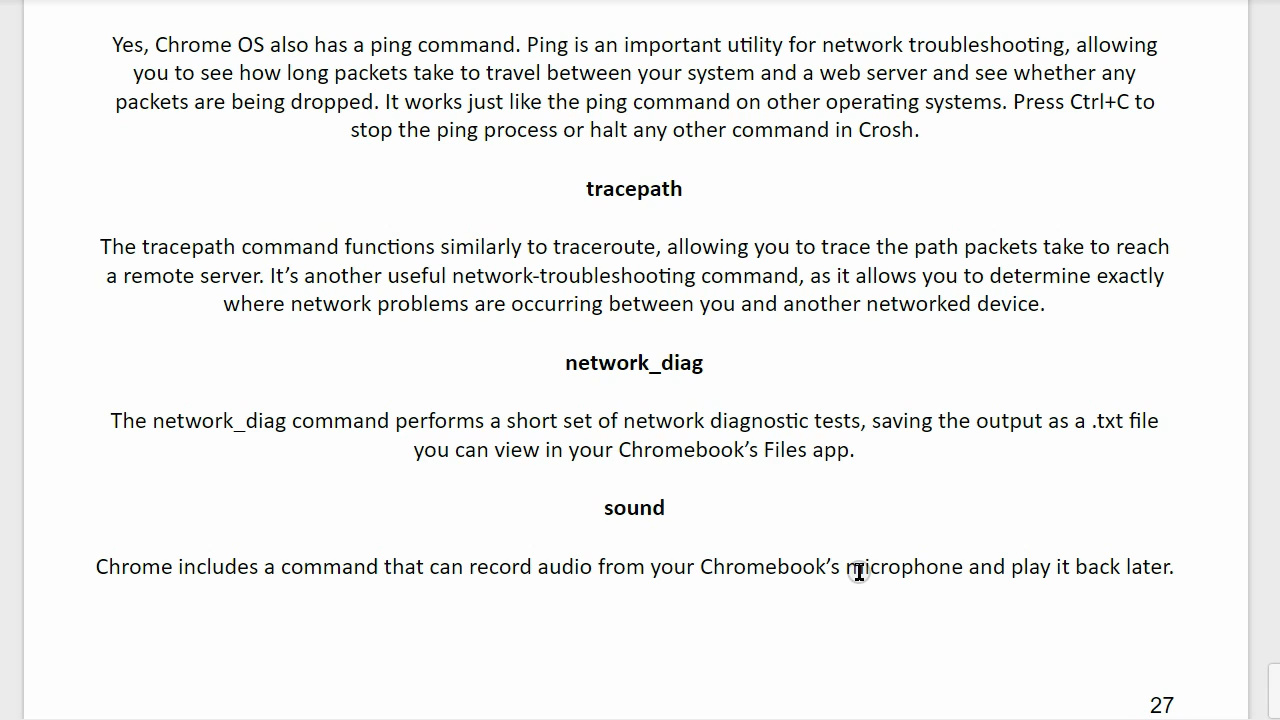 Yes, Chrome OS also has a ping command. Ping is an important utility for network troubleshooting, allowing
you to see how long packets take to travel between your system and a web server and see whether any
packets are being dropped. It works just like the ping command on other operating systems. Press Ctrl+C to
stop the ping process or halt any other command in Crosh.
tracepath
The tracepath command functions similarly to traceroute, allowing you to trace the path packets take to reach
a remote server. It’s another useful network-troubleshooting command, as it allows you to determine exactly
where network problems are occurring between you and another networked device.
network_diag
The network_diag command performs a short set of network diagnostic tests, saving the output as a .txt file
you can view in your Chromebook’s Files app.
sound
Chrome includes a command that can record audio from your Chromebook’s microphone and play it back later.
27